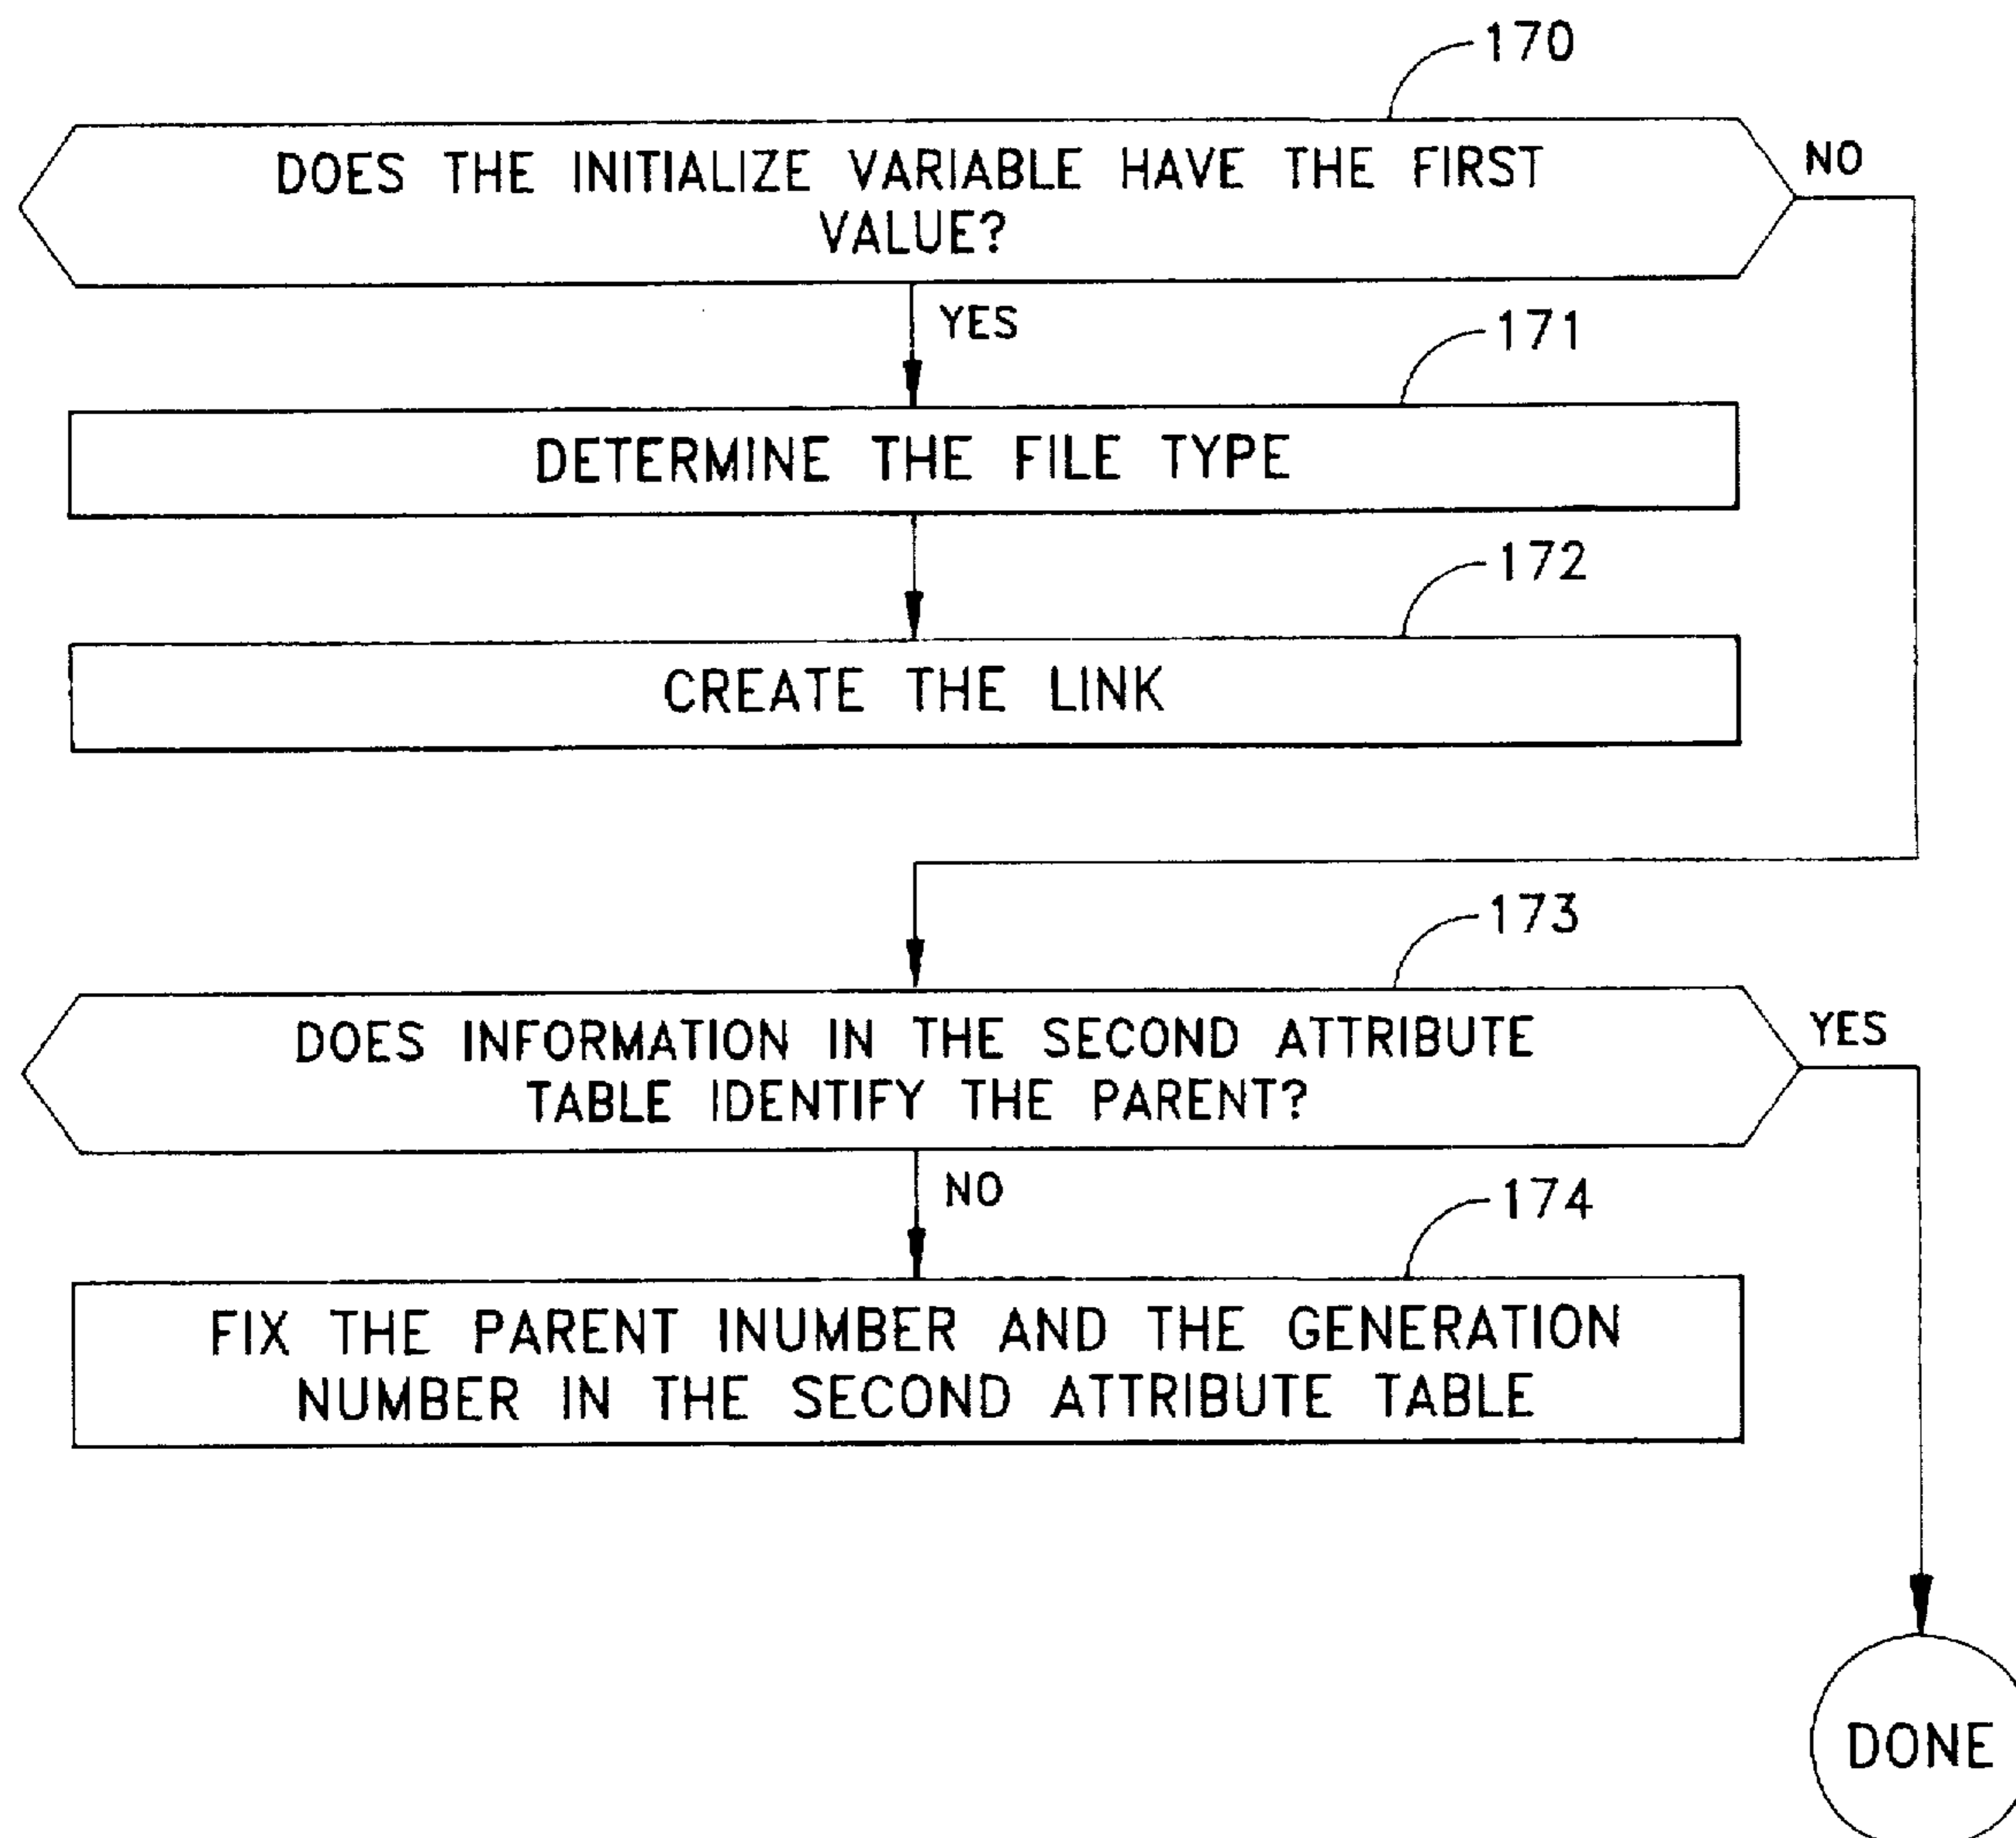 170
DOES THE INITIALIZE VARIABLE HAVE THE FIRST
VALUE?
NO
YES
171
DETERMINE THE FILE TYPE
172
CREATE THE LINK
173
DOES INFORMATION IN THE SECOND ATTRIBUTE
TABLE IDENTIFY THE PARENT?
YES
NO
174
FIX THE PARENT INUMBER AND THE GENERATION
NUMBER IN THE SECOND ATTRIBUTE TABLE
DONE